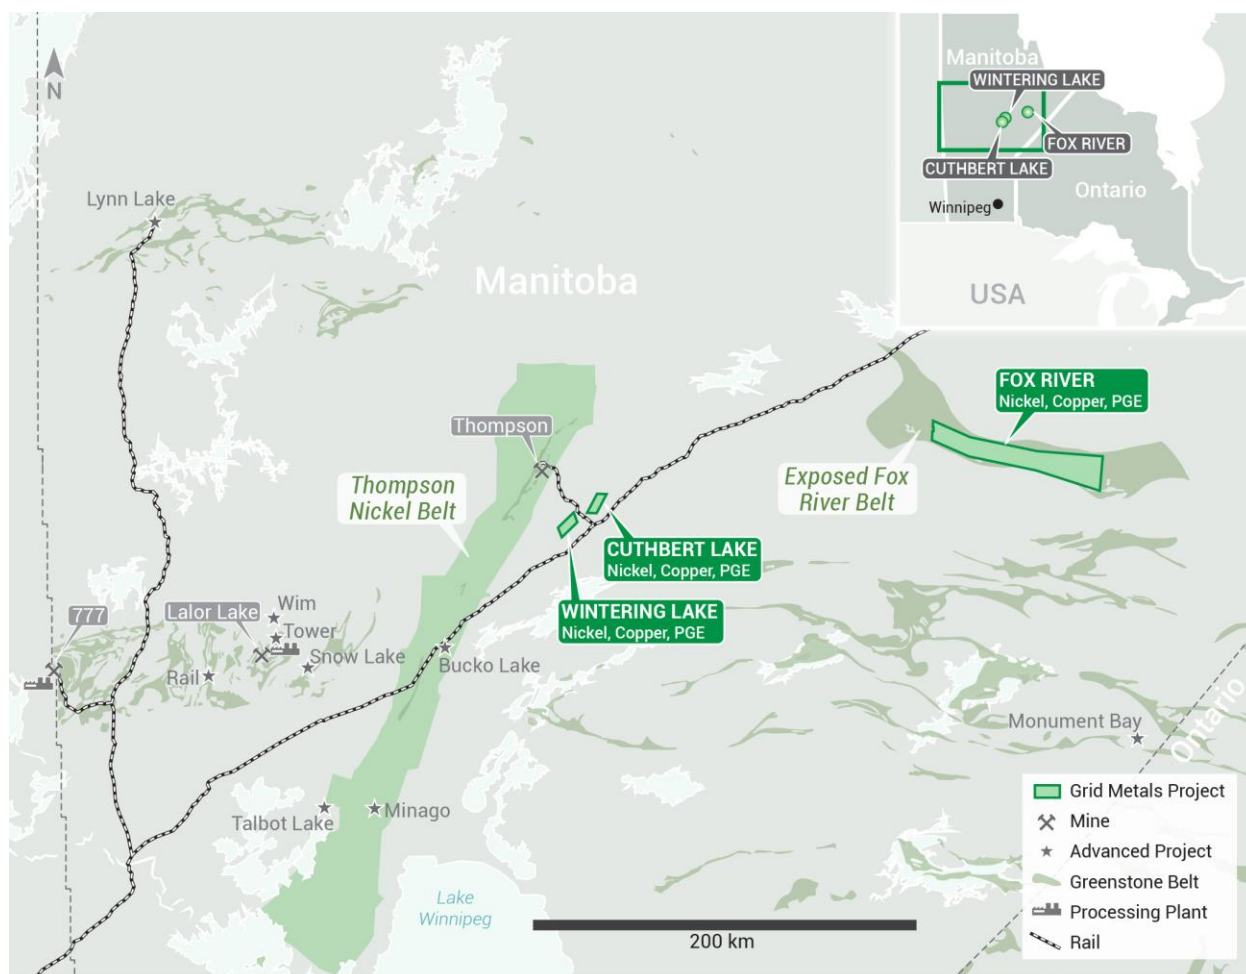 N
Manitoba
WINTERING LAKE
FOX RIVER
CUTHBERT LAKE
Ontario
Winnipeg
USA
Lynn Lake
Manitoba
FOX RIVER
Nickel, Copper, PGE
Thompson
Thompson
Nickel Belt
Exposed Fox
River Belt
CUTHBERT LAKE
Nickel, Copper, PGE
WINTERING LAKE
Nickel, Copper, PGE
777
Lalor Lake
Wim
Tower
Snow Lake
Rail
Bucko Lake
Monument Bay
Ontario
Talbot Lake
Minago
Lake
Winnipeg
200 km
Grid Metals Project
Mine
Advanced Project
Greenstone Belt
Processing Plant
Rail